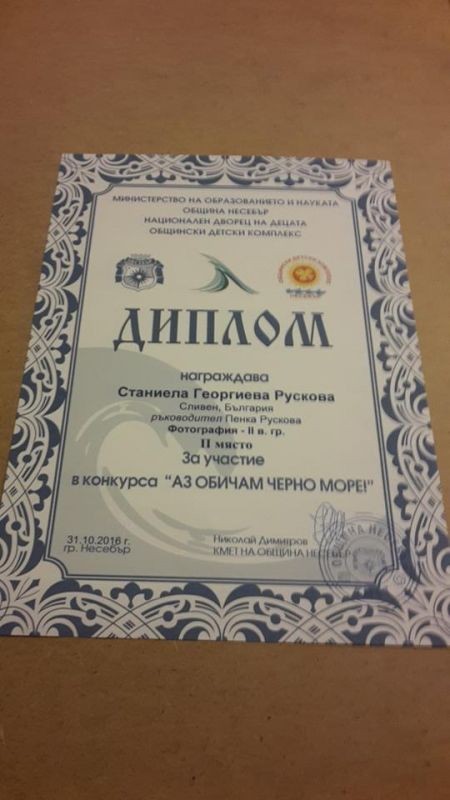 МИНИСТЕРСТВО НА ОБРАЗОВАНИЕТО И НАУКАТА
ОБЩИНА НЕСЕБЪР
НАЦИОНАЛЕН ДВОРЕЦ НА ДЕЦАТА
ОБЩИНСКИ ДЕТСКИ КОМПЛЕКС
ДИПЛОМ
награждава
Станиела Георгиева Рускова
Сливен, България
ръководител Пенка Рускова
Фотография - II в. гр.
II място
За участие
в конкурса "АЗ ОБИЧАМ ЧЕРНО МОРЕ!"
31.10.2016 г.
гр. Несебър
Николай Димитров
КМЕТ НА ОБЩИНА НЕСЕБЪР